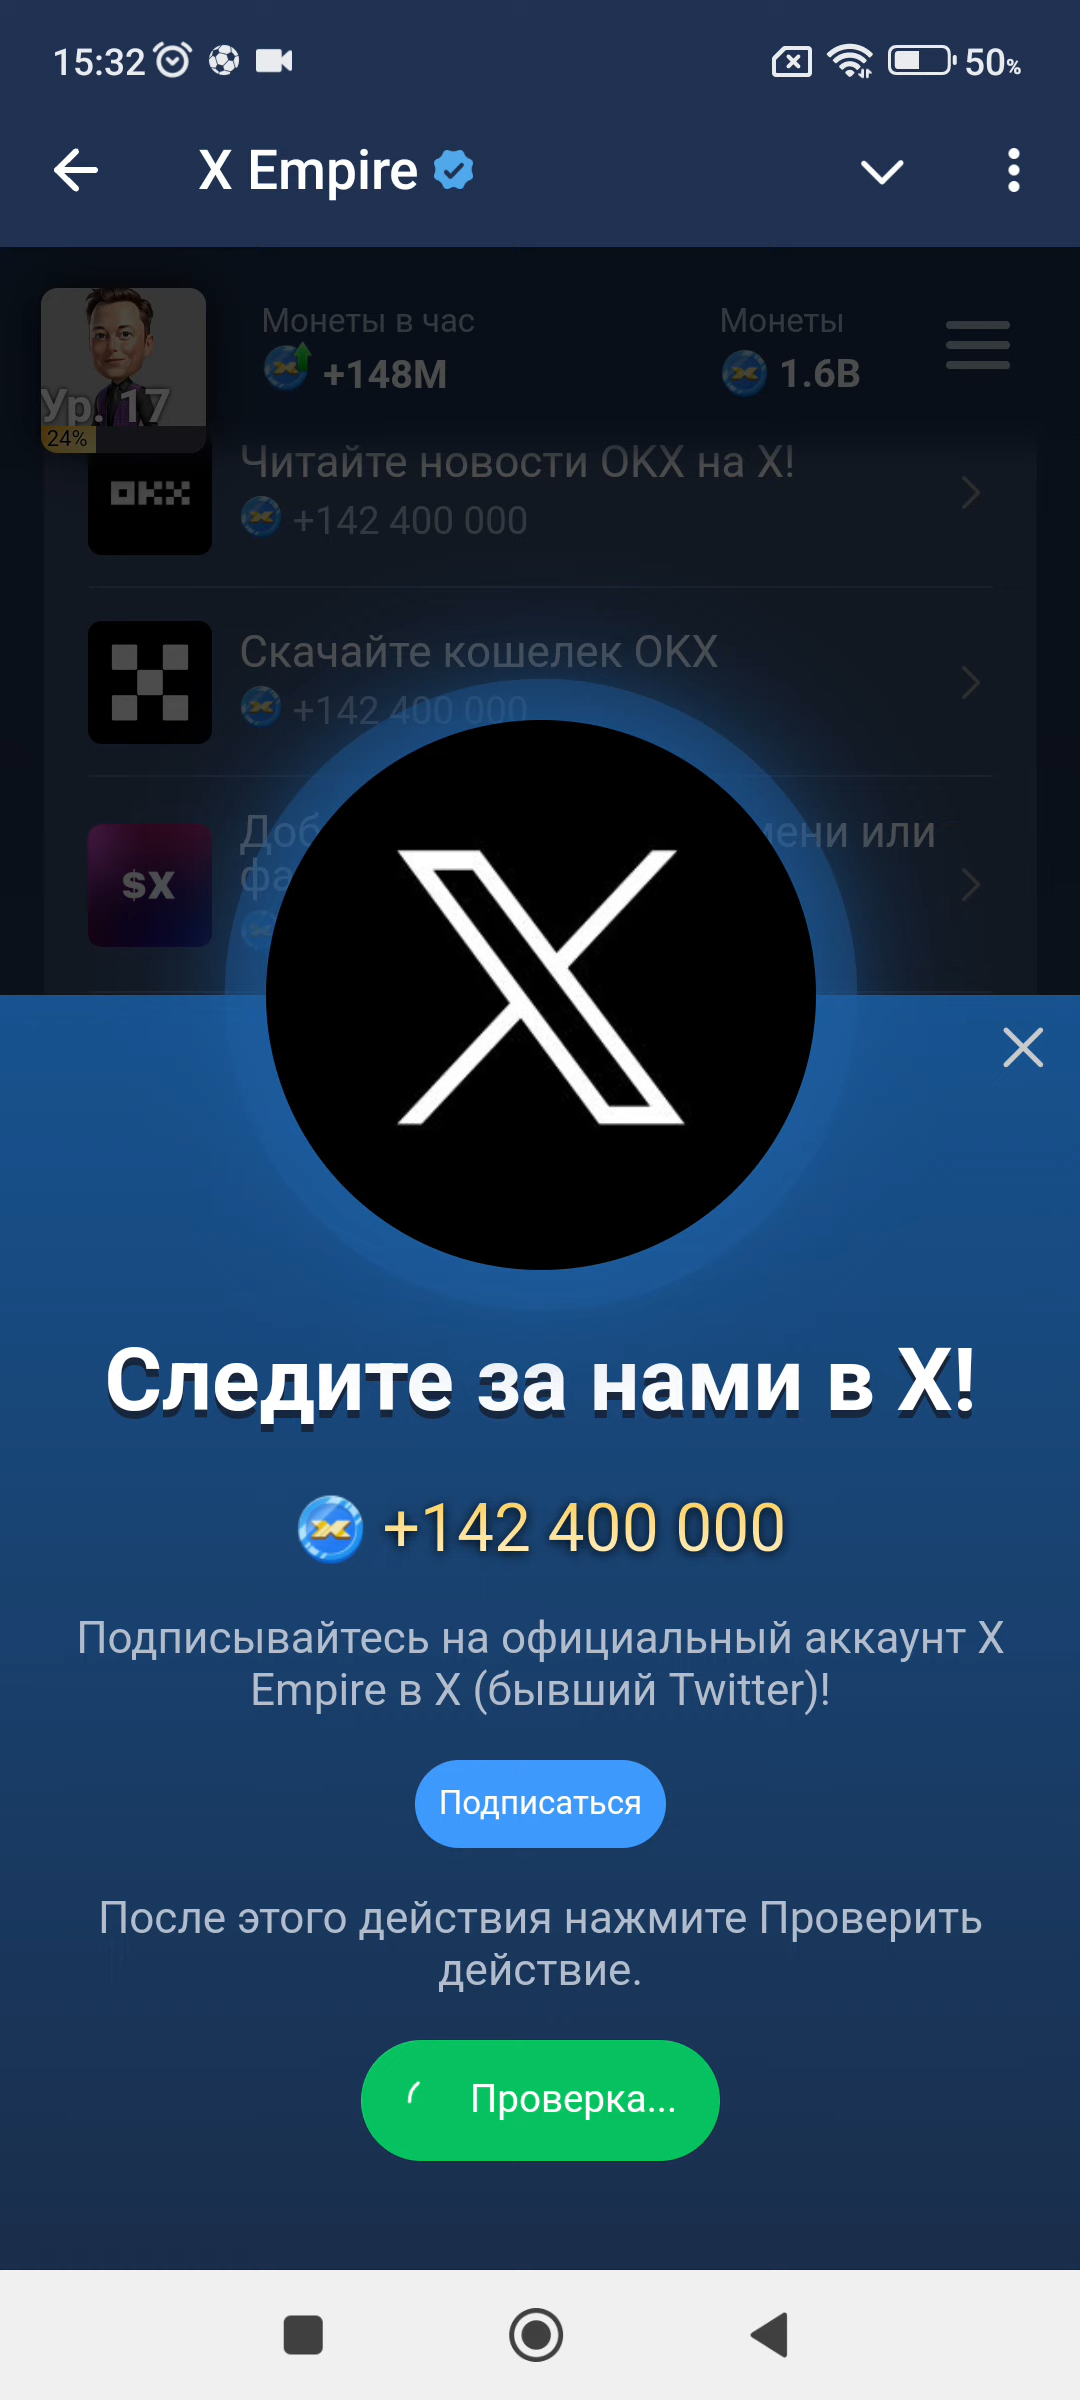 15:32
50%
X Empire
Монеты в час
Монеты
+148M
1.6B
Ур. 17
24%
Читайте новости OKX на X!
OKX
+142 400 000
Скачайте кошелек OKX
+142 400 000
$X
Следите за нами в X!
+142 400 000
Подписывайтесь на официальный аккаунт X
Empire в X (бывший Twitter)!
Подписаться
После этого действия нажмите Проверить
действие.
Проверка...